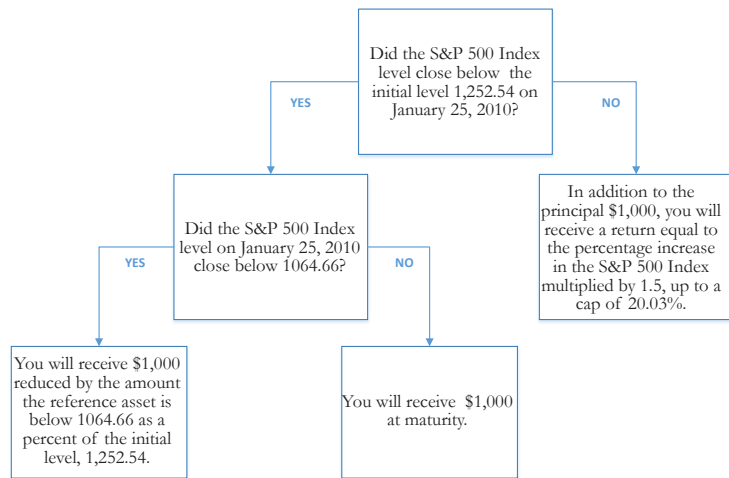 Did the S&P 500 Index
level close below the
initial level 1,252.54 on
January 25, 2010?
YES
NO
Did the S&P 500 Index
level on January 25, 2010
close below 1064.66?
In addition to the
principal $1,000, you will
receive a return equal to
the percentage increase
in the S&P 500 Index
multiplied by 1.5, up to a
cap of 20.03%.
YES
NO
You will receive $1,000
reduced by the amount
the reference asset is
below 1064.66 as a
percent of the initial
level, 1,252.54.
You will receive $1,000
at maturity.